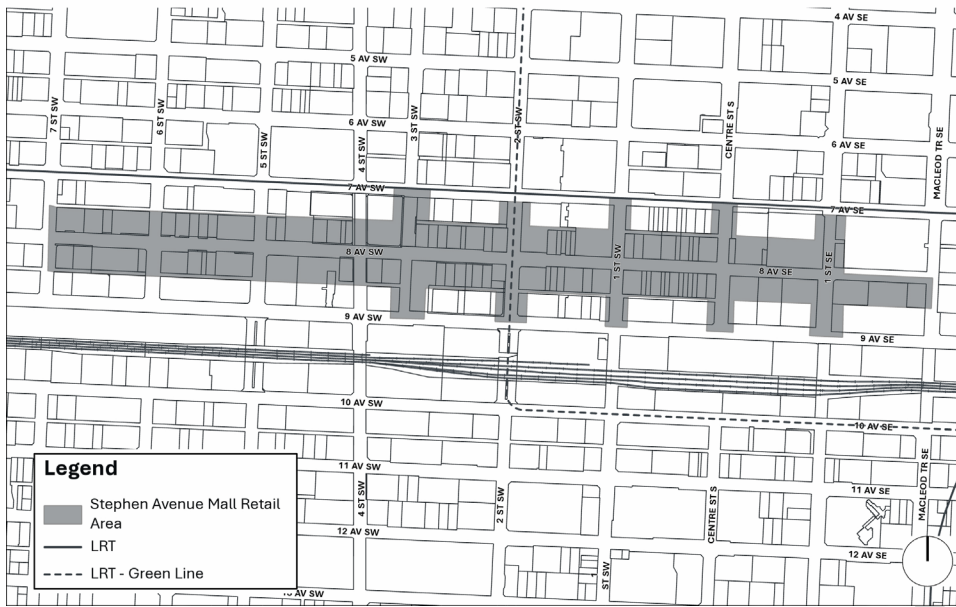 4 AV SE
5 AV SW
5 AV SE
7 ST SW
6 ST SW
5 ST SW
4 ST SW
3 ST SW
2 ST SW
CENTRE ST S
MACLEOD TR SE
6 AV SW
6 AV SE
7 AV SW
7 AV SE
8 AV SW
1 ST SW
8 AV SE
1 ST SE
9 AV SW
9 AV SE
10 AV SW
10 AV SE
11 AV SW
4 ST SW
2 ST SW
CENTRE ST S
11 AV SE
MACLEOD TR SE
12 AV SW
12 AV SE
ST SW
AV SW
Legend
Stephen Avenue Mall Retail
Area
LRT
LRT - Green Line